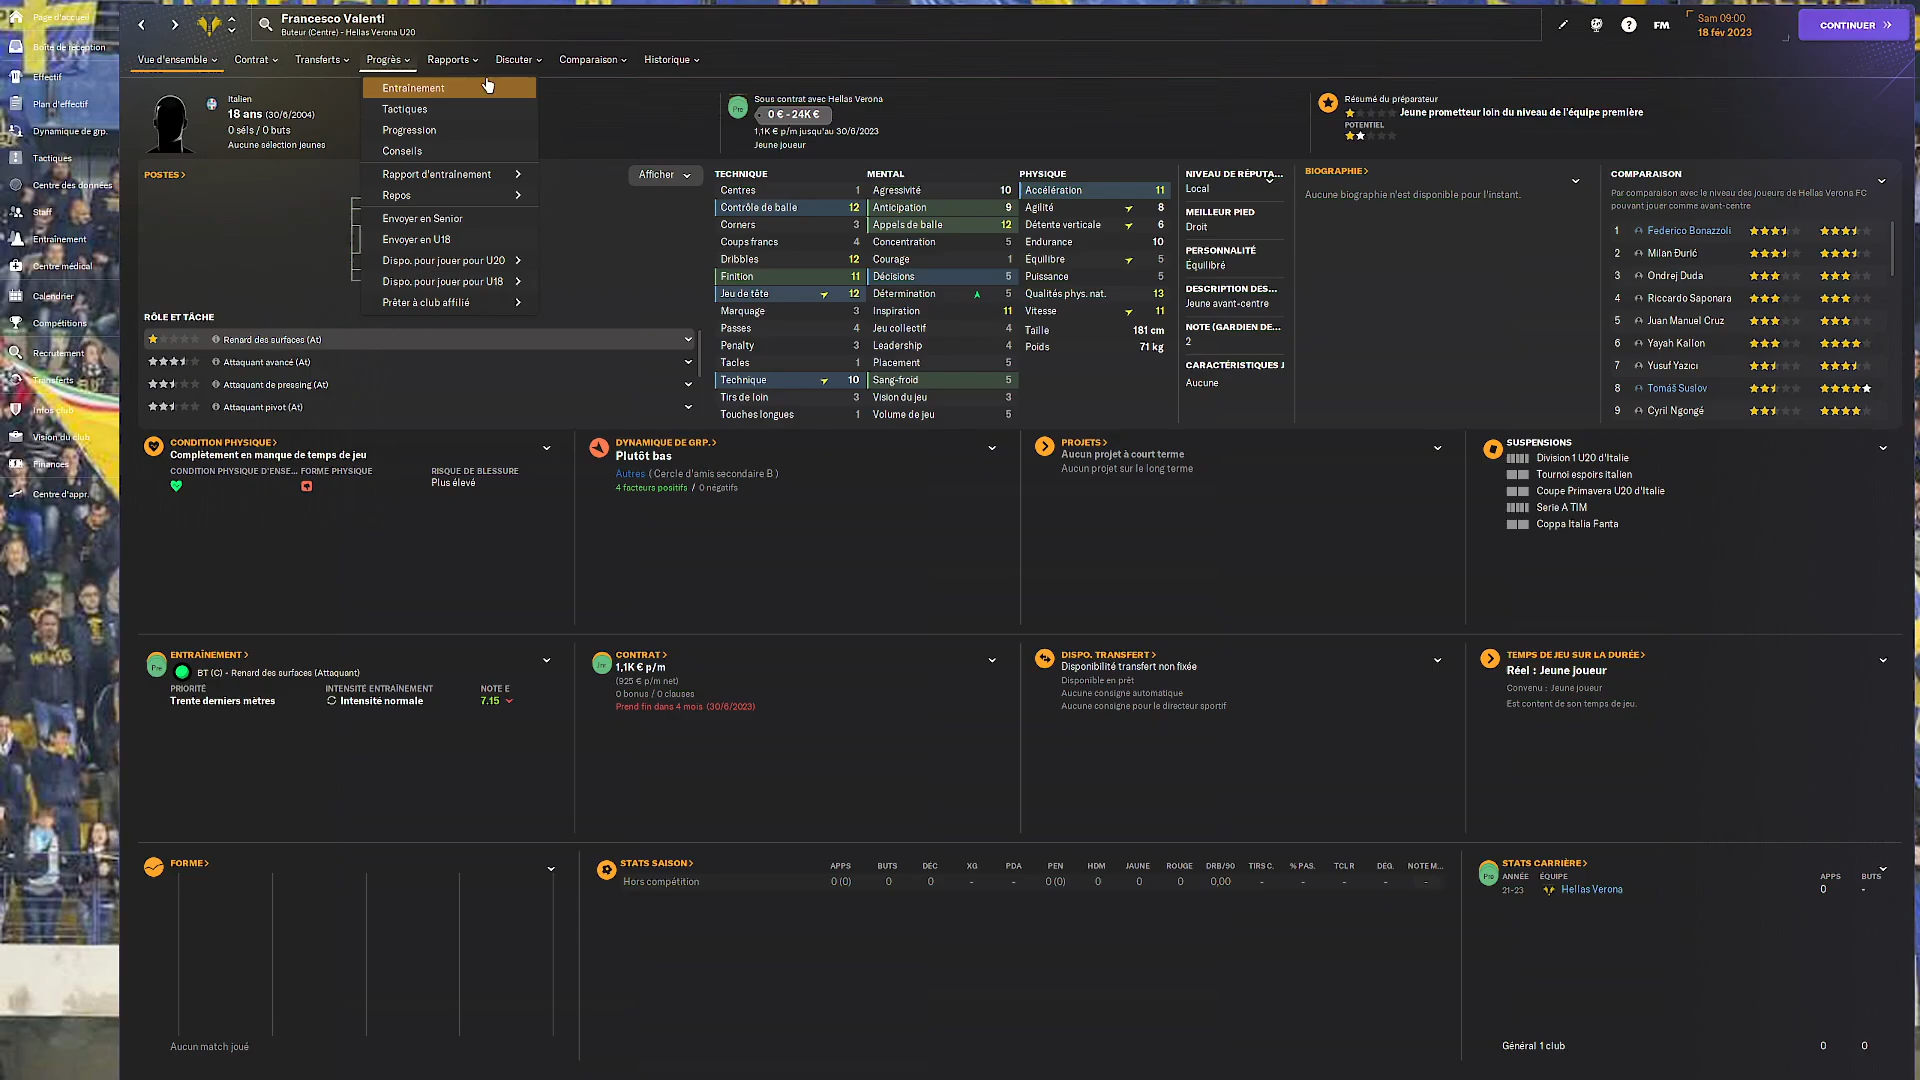 Page d'accueil
Boîte de réception
Effectif
Plan d'effectif
Dynamique de grp.
Tactiques
Centre des données
Staff
Entraînement
Centre médical
Calendrier
Compétitions
Recrutement
Transferts
Infos club
Vision du club
Finances
Centre d'appr.
Francesco Valenti
Buteur (Centre) - Hellas Verona U20
FM
Sam 09:00
18 fév 2023
CONTINUER
Vue d'ensemble
Contrat
Transferts
Progrès
Rapports
Discuter
Comparaison
Historique
Entraînement
Tactiques
Progression
Conseils
Rapport d'entraînement
Repos
Envoyer en Senior
Envoyer en U18
Dispo. pour jouer pour U20
Dispo. pour jouer pour U18
Prêter à club affilié
Italien
18 ans (30/6/2004)
0 séls / 0 buts
Aucune sélection jeunes
Pre
Sous contrat avec Hellas Verona
0 € - 24K €
1,1K € p/m jusqu'au 30/6/2023
Jeune joueur
Résumé du préparateur
Jeune prometteur loin du niveau de l'équipe première
POTENTIEL
POSTES
Afficher
RÔLE ET TÂCHE
Renard des surfaces (At)
Attaquant avancé (At)
Attaquant de pressing (At)
Attaquant pivot (At)
TECHNIQUE
Centres 1
Contrôle de balle 12
Corners 3
Coups francs 4
Dribbles 12
Finition 11
Jeu de tête 12
Marquage 3
Passes 4
Penalty 3
Tacles 1
Technique 10
Tirs de loin 3
Touches longues 1
MENTAL
Agressivité 10
Anticipation 9
Appels de balle 12
Concentration 5
Courage 1
Décisions 5
Détermination 5
Inspiration 11
Jeu collectif 4
Leadership 4
Placement 5
Sang-froid 5
Vision du jeu 3
Volume de jeu 5
PHYSIQUE
Accélération 11
Agilité 8
Détente verticale 6
Endurance 10
Équilibre 5
Puissance 5
Qualités phys. nat. 13
Vitesse 11
Taille 181 cm
Poids 71 kg
NIVEAU DE RÉPUTA...
Local
MEILLEUR PIED
Droit
PERSONNALITÉ
Équilibré
DESCRIPTION DES...
Jeune avant-centre
NOTE (GARDIEN DE...
2
CARACTÉRISTIQUES J
Aucune
BIOGRAPHIE
Aucune biographie n'est disponible pour l'instant.
COMPARAISON
Par comparaison avec le niveau des joueurs de Hellas Verona FC
pouvant jouer comme avant-centre
1 Federico Bonazzoli
2 Milan Đurić
3 Ondrej Duda
4 Riccardo Saponara
5 Juan Manuel Cruz
6 Yayah Kallon
7 Yusuf Yazıcı
8 Tomáš Suslov
9 Cyril Ngongé
CONDITION PHYSIQUE
Complètement en manque de temps de jeu
CONDITION PHYSIQUE D'ENSE... FORME PHYSIQUE
RISQUE DE BLESSURE
Plus élevé
DYNAMIQUE DE GRP.
Plutôt bas
Autres ( Cercle d'amis secondaire B )
4 facteurs positifs / 0 négatifs
PROJETS
Aucun projet à court terme
Aucun projet sur le long terme
SUSPENSIONS
Division 1 U20 d'Italie
Tournoi espoirs italien
Coupe Primavera U20 d'Italie
Serie A TIM
Coppa Italia Fanta
ENTRAÎNEMENT
Pre
BT (C) - Renard des surfaces (Attaquant)
PRIORITÉ
Trente derniers mètres
INTENSITÉ ENTRAÎNEMENT
Intensité normale
NOTE E
7.15
CONTRAT
1,1K € p/m
(925 € p/m net)
0 bonus / 0 clauses
Prend fin dans 4 mois (30/6/2023)
DISPO. TRANSFERT
Disponibilité transfert non fixée
Disponible en prêt
Aucune consigne automatique
Aucune consigne pour le directeur sportif
TEMPS DE JEU SUR LA DURÉE
Réel : Jeune joueur
Convenu : Jeune joueur
Est content de son temps de jeu.
FORME
Aucun match joué
STATS SAISON
APPS BUTS DÉC XG PDA PEN HDM JAUNE ROUGE DRB/90 TIRS C. % PAS. TCL R DÉG. NOTE M...
Hors compétition 0 (0) 0 0 - - 0 (0) 0 0 0 0,00 - - - - -
STATS CARRIÈRE
Pre
ANNÉE ÉQUIPE APPS BUTS
21-23 Hellas Verona 0 -
Général 1 club 0 0